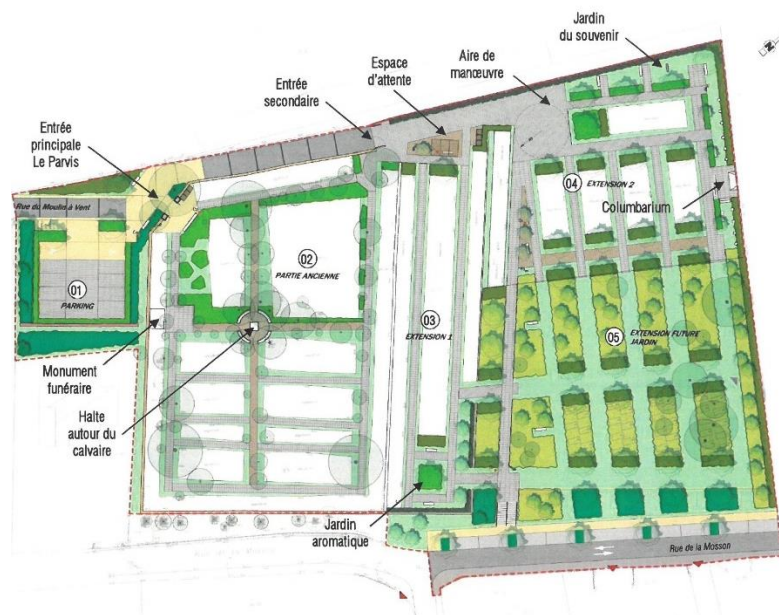 Jardin
du souvenir
Aire de
manœuvre
Espace
d'attente
Entrée
secondaire
Entrée
principale
Le Parvis
N
Rue du Moulin à Vent
01
PARKING
02
PARTIE ANCIENNE
03
EXTENSION 1
04
EXTENSION 2
Columbarium
05
EXTENSION FUTURE
JARDIN
Monument
funéraire
Halte
autour du
calvaire
Jardin
aromatique
Rue de la Mosson